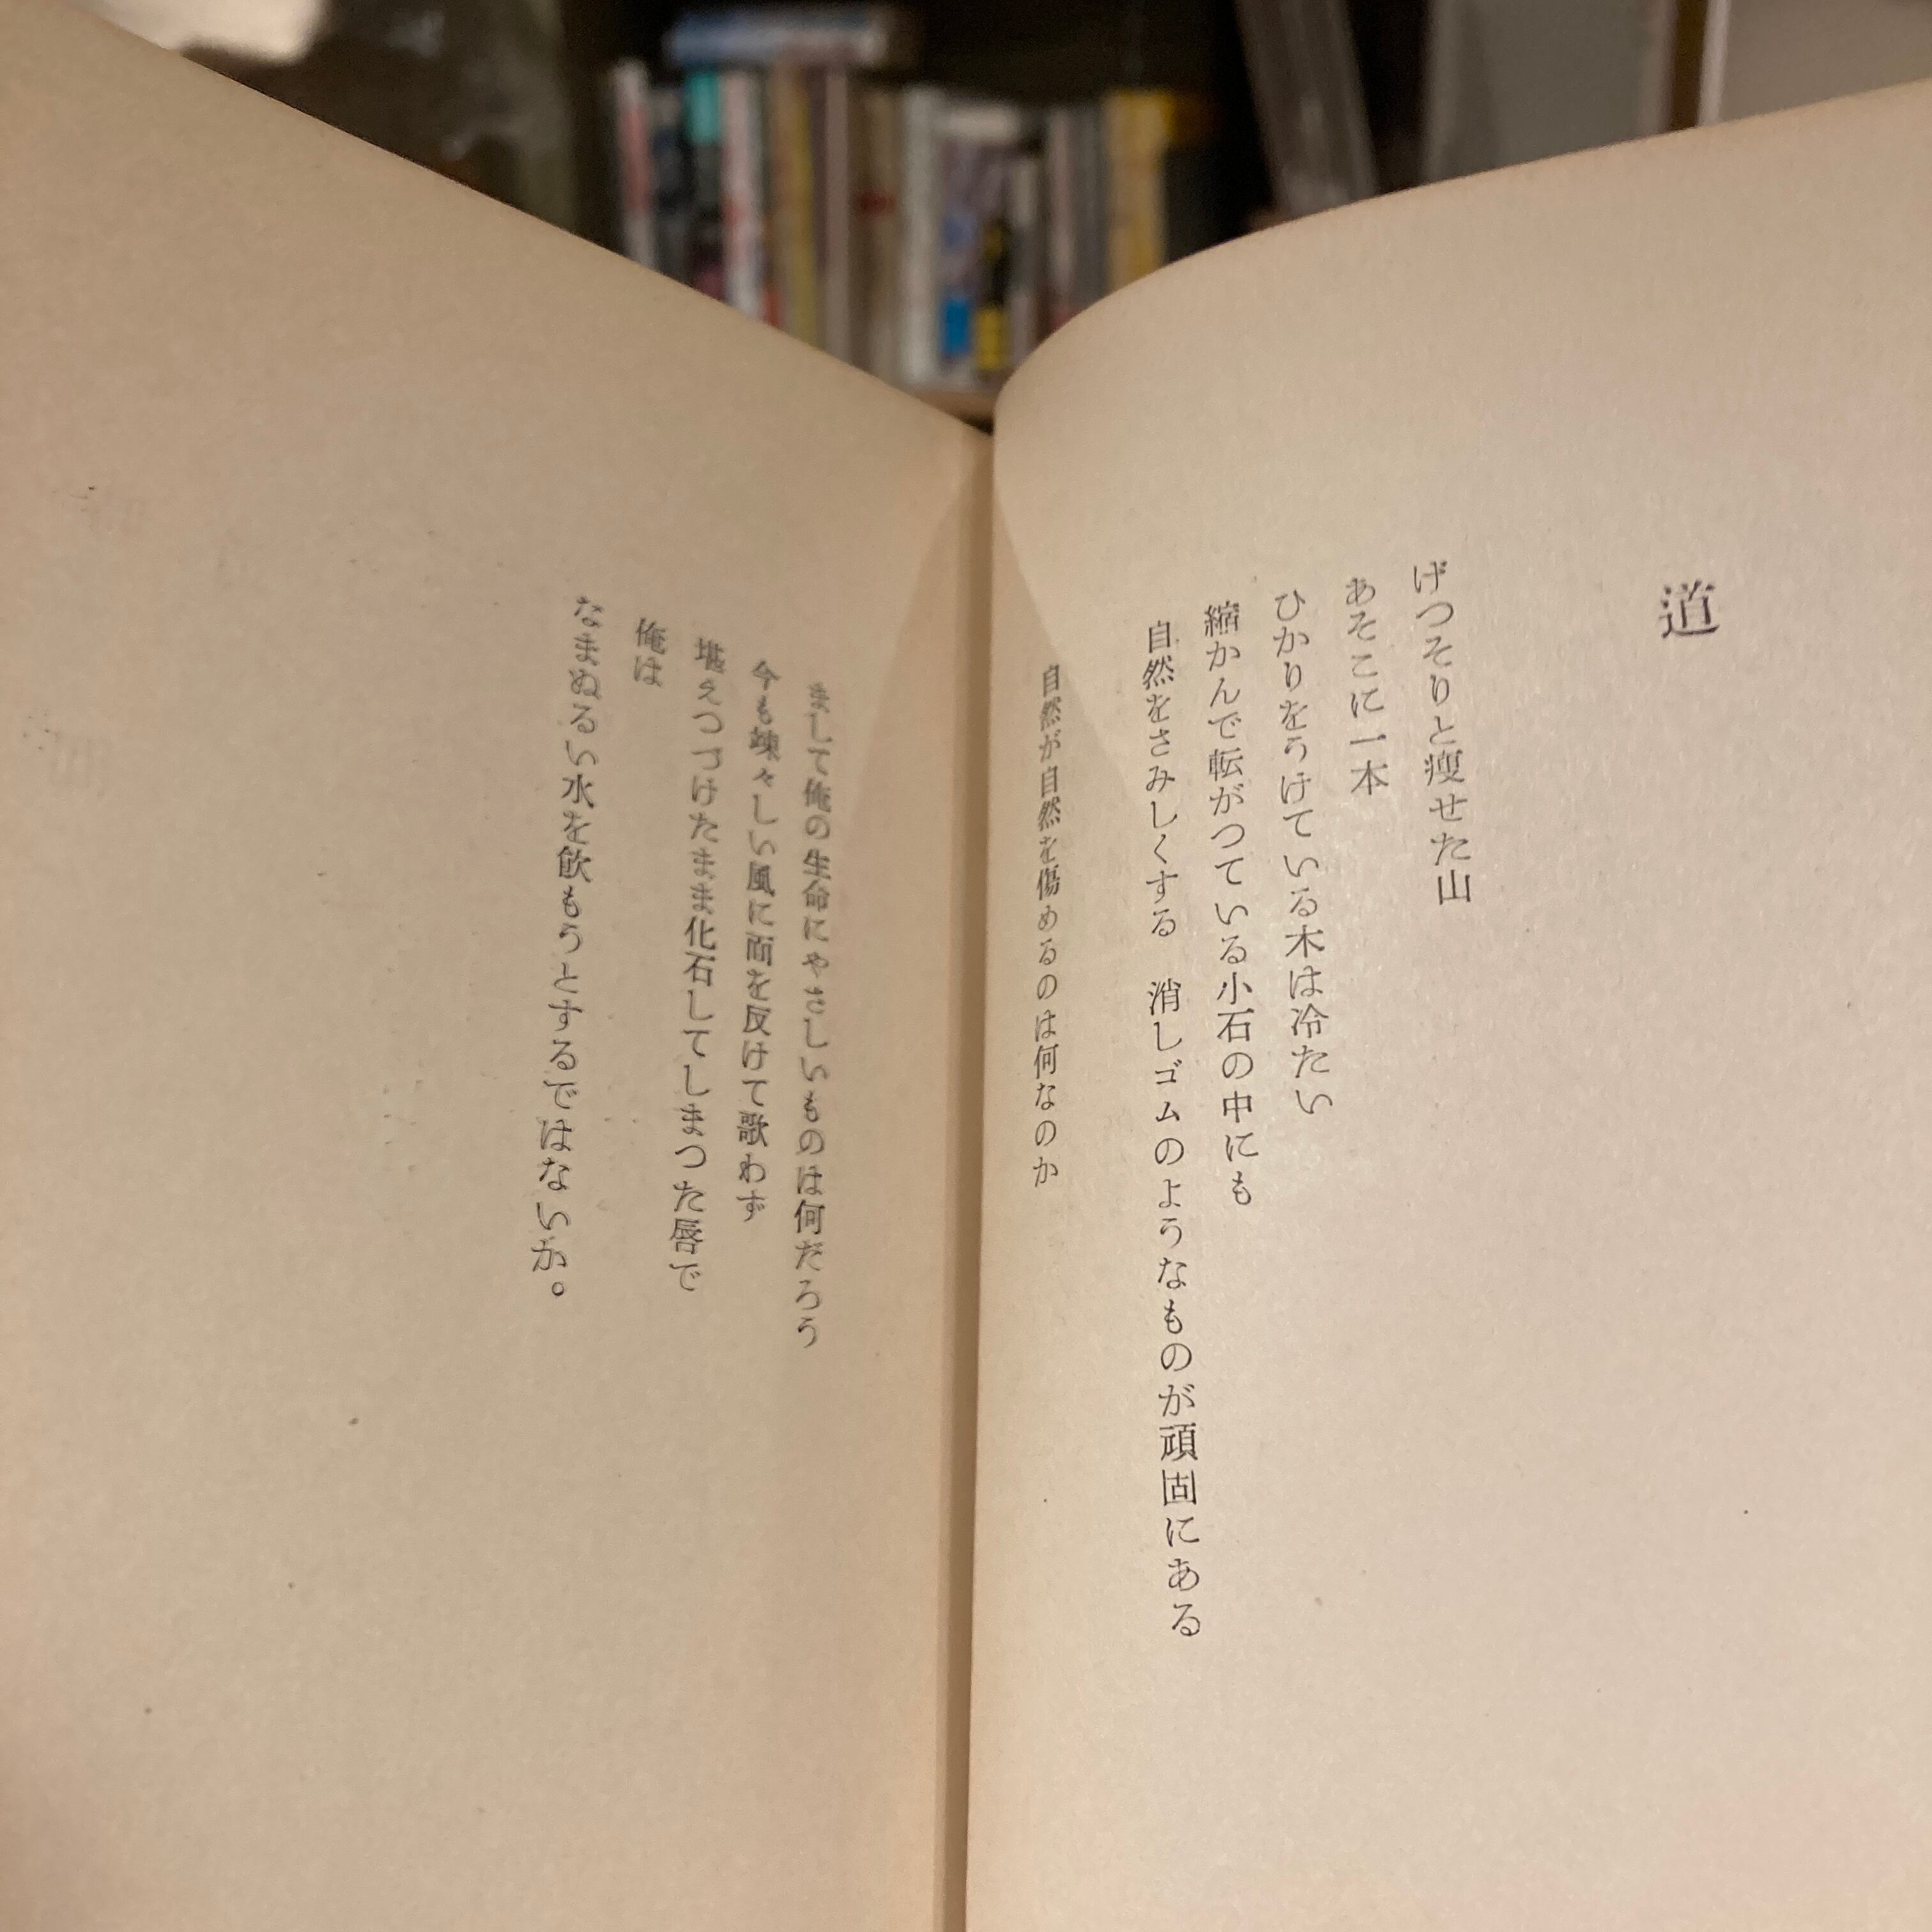 道
げつそりと瘦せた山
あそこに一本
ひかりをうけている木は冷たい
縮かんで転がつている小石の中にも
自然をさみしくする　消しゴムのようなものが頑固にある
自然が自然を傷めるのは何なのか
まして俺の生命にやさしいものは何だろう
今も竦々しい風に面を反けて歌わず
堪えつづけたまま化石してしまつた唇で
俺は
なまぬるい水を飲もうとするではないか。